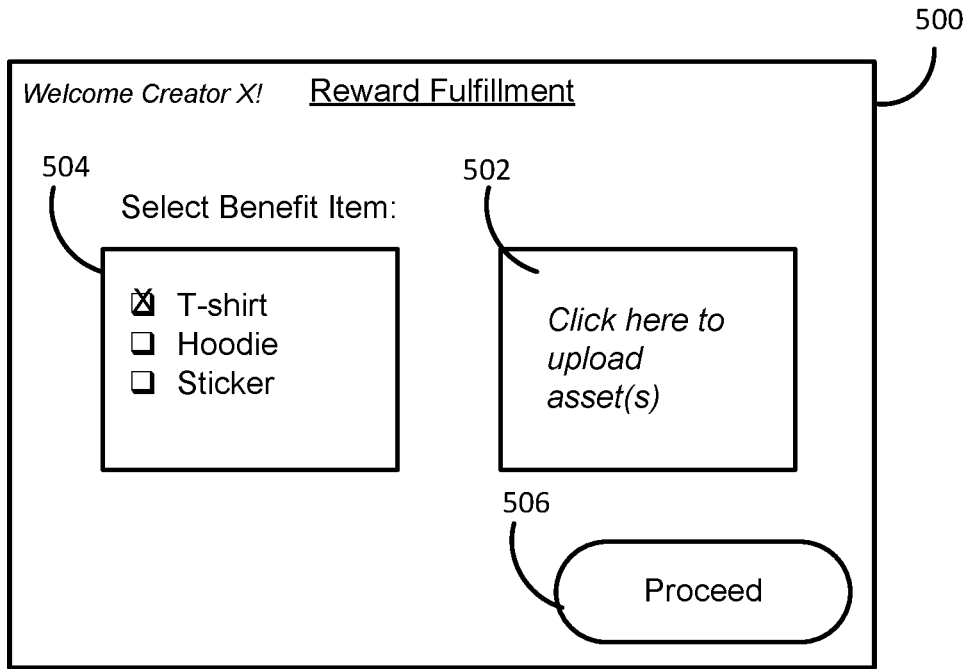 500
Welcome Creator X! Reward Fulfillment
504
502
Select Benefit Item:
X T-shirt
Hoodie
Sticker
Click here to
upload
asset(s)
506
Proceed